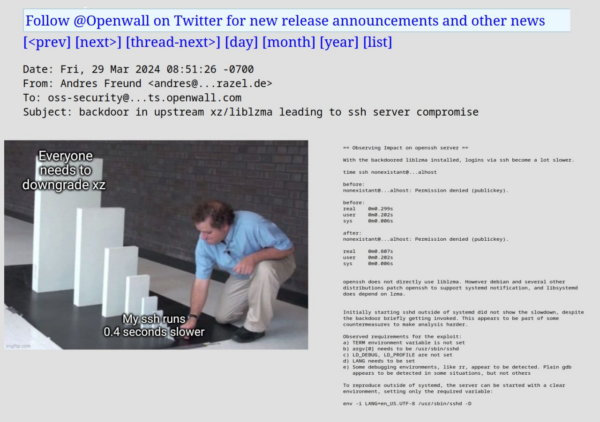 Follow @Openwall on Twitter for new release announcements and other news
[<prev] [next>] [thread-next>] [day] [month] [year] [list]
Date: Fri, 29 Mar 2024 08:51:26 -0700
From: Andres Freund <andres@...razel.de>
To: oss-security@...ts.openwall.com
Subject: backdoor in upstream xz/liblzma leading to ssh server compromise
Everyone
needs to
downgrade xz
My ssh runs
0.4 seconds slower
imgflip.com
== Observing Impact on openssh server ==
With the backdoored liblzma installed, logins via ssh become a lot slower.
time ssh nonexistant@...alhost
before:
nonexistant@...alhost: Permission denied (publickey).
before:
real 0m0.299s
user 0m0.202s
sys 0m0.006s
after:
nonexistant@...alhost: Permission denied (publickey).
real 0m0.807s
user 0m0.202s
sys 0m0.006s
openssh does not directly use liblzma. However debian and several other
distributions patch openssh to support systemd notification, and libsystemd
does depend on lzma.
Initially starting sshd outside of systemd did not show the slowdown, despite
the backdoor briefly getting invoked. This appears to be part of some
countermeasures to make analysis harder.
Observed requirements for the exploit:
a) TERM environment variable is not set
b) argv[0] needs to be /usr/sbin/sshd
c) LD_DEBUG, LD_PROFILE are not set
d) LANG needs to be set
e) Some debugging environments, like rr, appear to be detected. Plain gdb
appears to be detected in some situations, but not others
To reproduce outside of systemd, the server can be started with a clear
environment, setting only the required variable:
env -i LANG=en_US.UTF-8 /usr/sbin/sshd -D